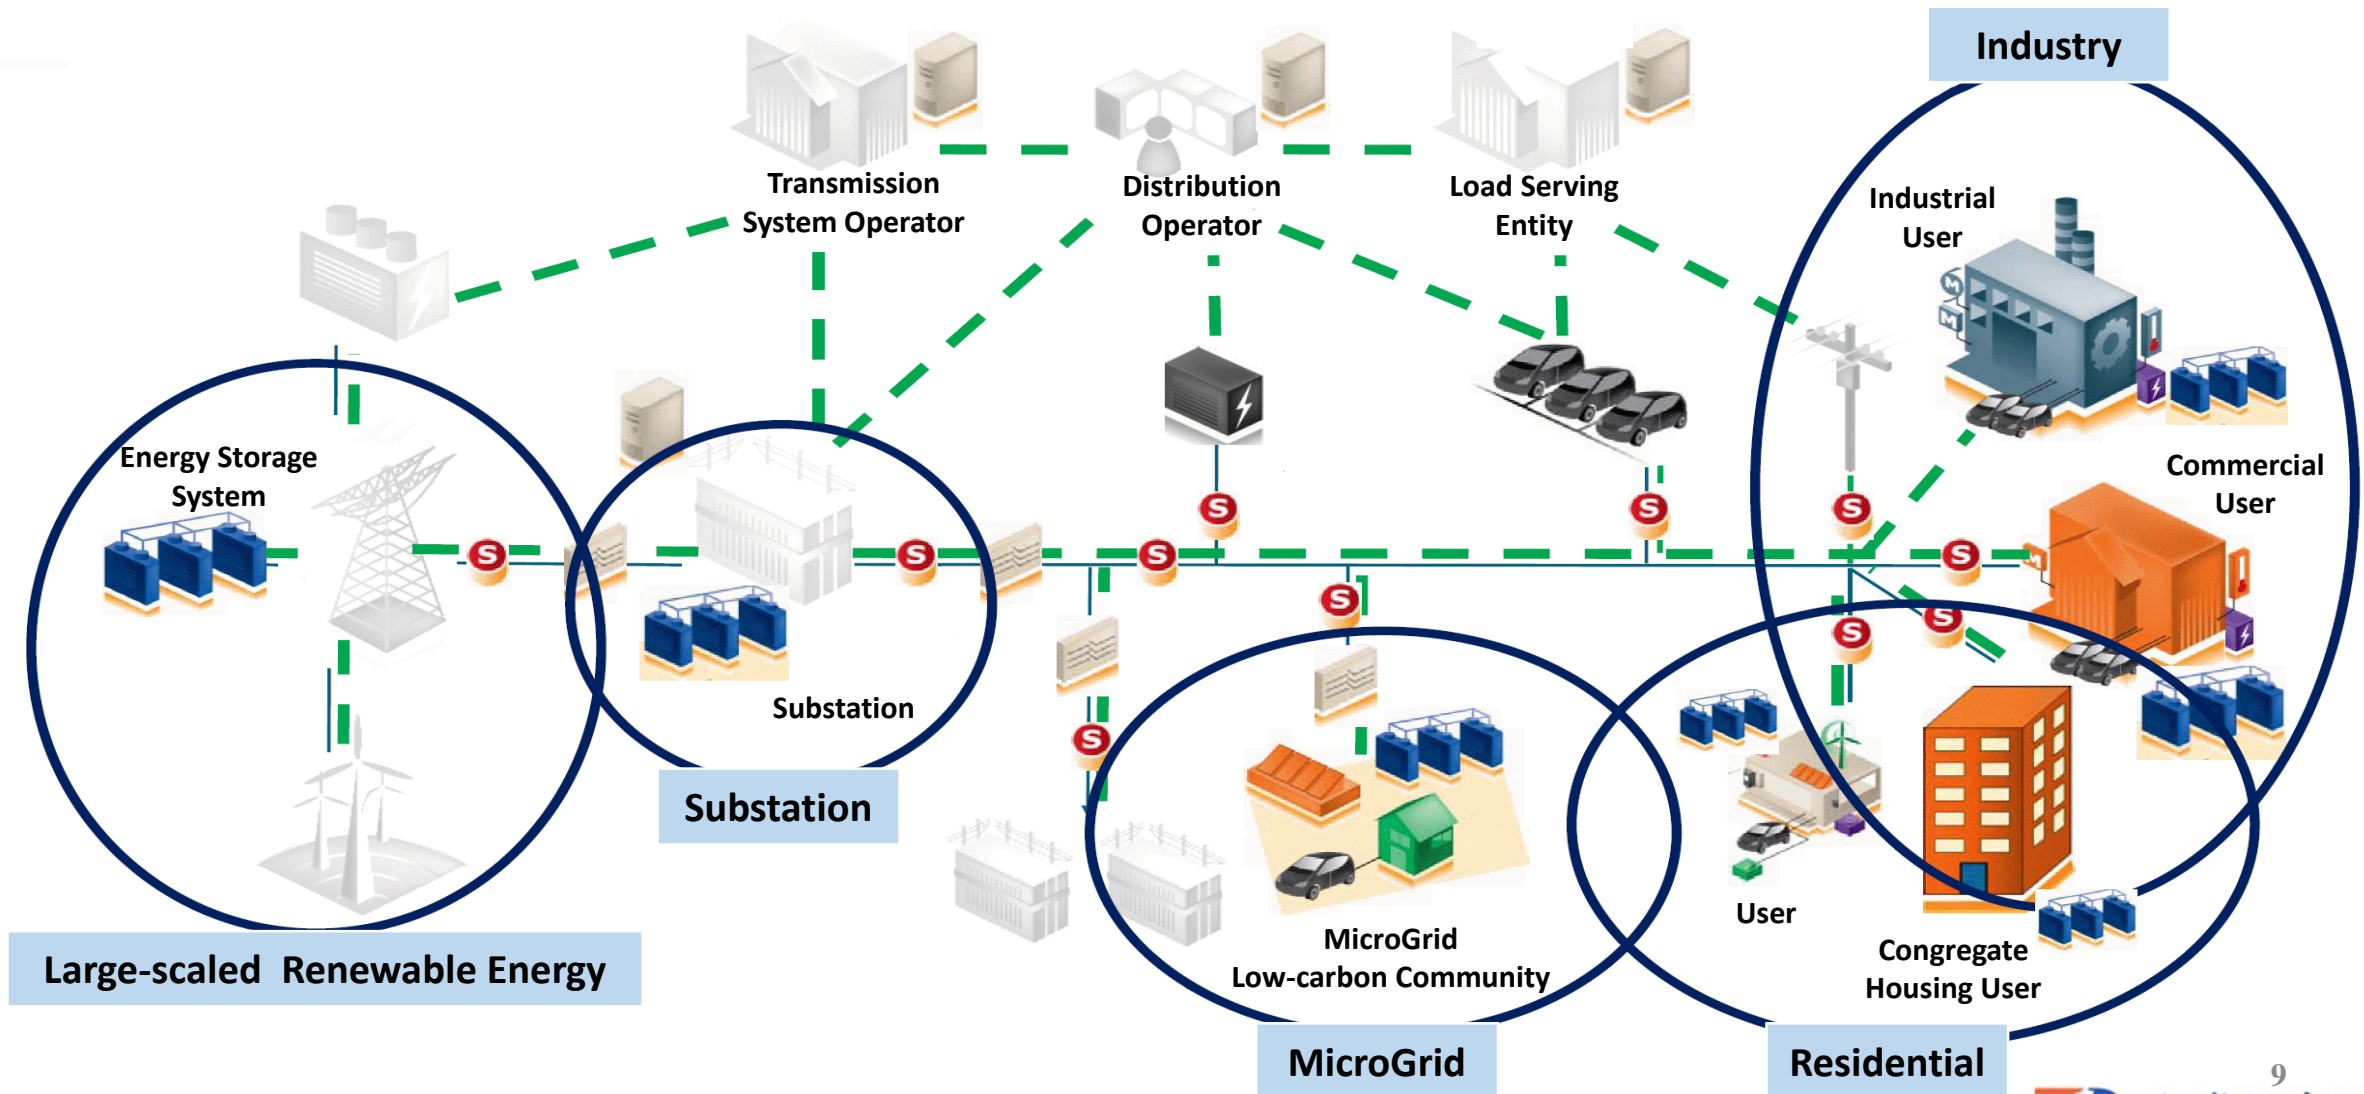 Industry
Transmission
System Operator
Distribution
Operator
Load Serving
Entity
Industrial
User
Energy Storage
System
Commercial
User
M
M
M
S
S
S
S
S
S
S
S
S
S
S
Substation
Substation
User
MicroGrid
Low-carbon Community
Congregate
Housing User
Large-scaled Renewable Energy
MicroGrid
Residential
9